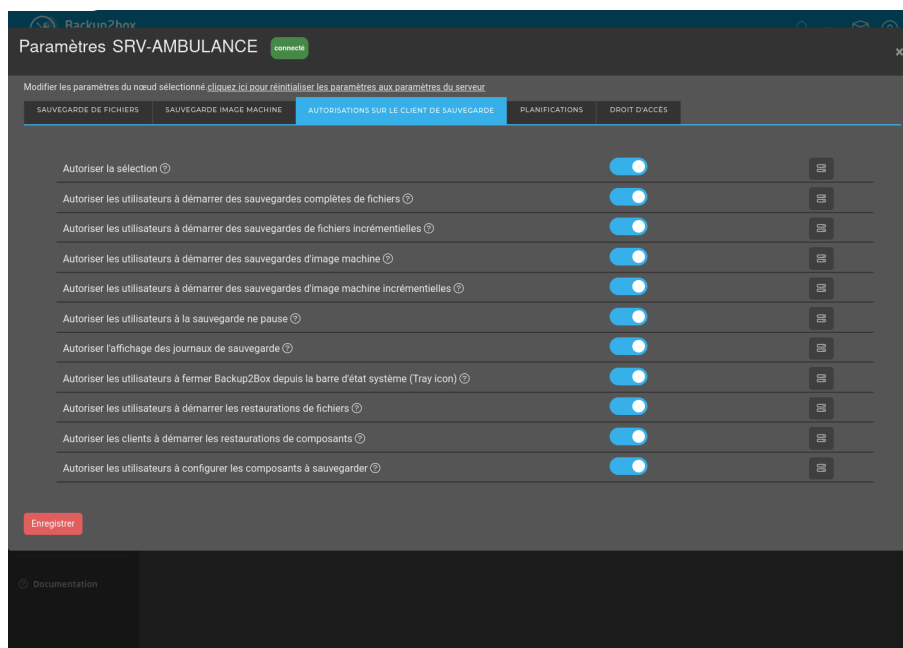 Backup2box
Paramètres SRV-AMBULANCE connecté
Modifier les paramètres du nœud sélectionné.cliquez ici pour réinitialiser les paramètres aux paramètres du serveur
SAUVEGARDE DE FICHIERS SAUVEGARDE IMAGE MACHINE AUTORISATIONS SUR LE CLIENT DE SAUVEGARDE PLANIFICATIONS DROIT D'ACCÈS
Autoriser la sélection
Autoriser les utilisateurs à démarrer des sauvegardes complètes de fichiers
Autoriser les utilisateurs à démarrer des sauvegardes de fichiers incrémentielles
Autoriser les utilisateurs à démarrer des sauvegardes d'image machine
Autoriser les utilisateurs à démarrer des sauvegardes d'image machine incrémentielles
Autoriser les utilisateurs à la sauvegarde ne pause
Autoriser l'affichage des journaux de sauvegarde
Autoriser les utilisateurs à fermer Backup2Box depuis la barre d'état système (Tray icon)
Autoriser les utilisateurs à démarrer les restaurations de fichiers
Autoriser les clients à démarrer les restaurations de composants
Autoriser les utilisateurs à configurer les composants à sauvegarder
Enregistrer
Documentation